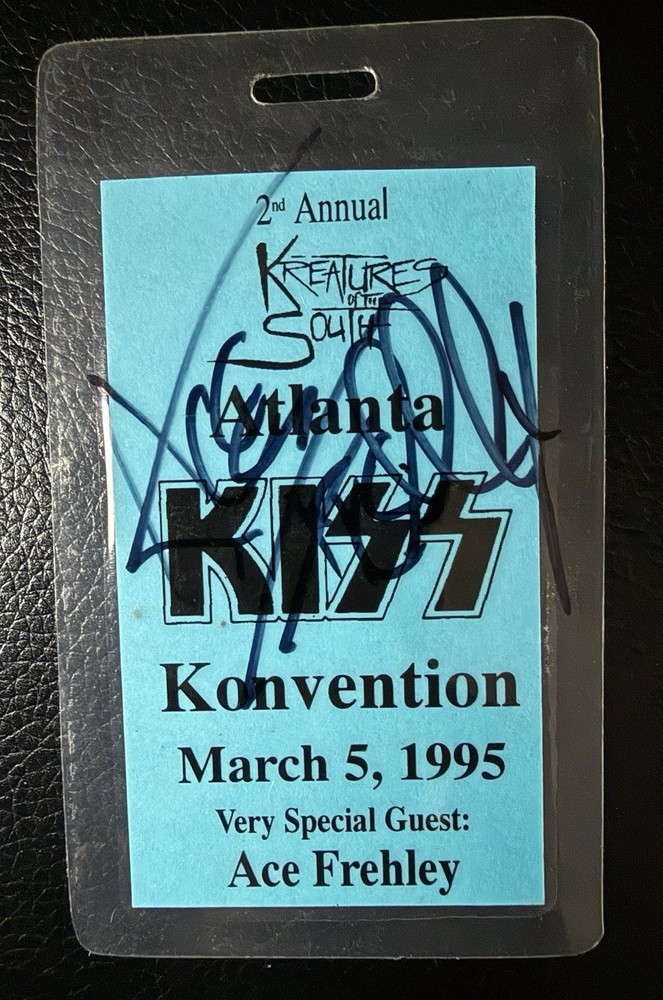 2nd Annual
KREATURES
OF THE
SOUTH
Atlanta
KISS
Konvention
March 5, 1995
Very Special Guest:
Ace Frehley